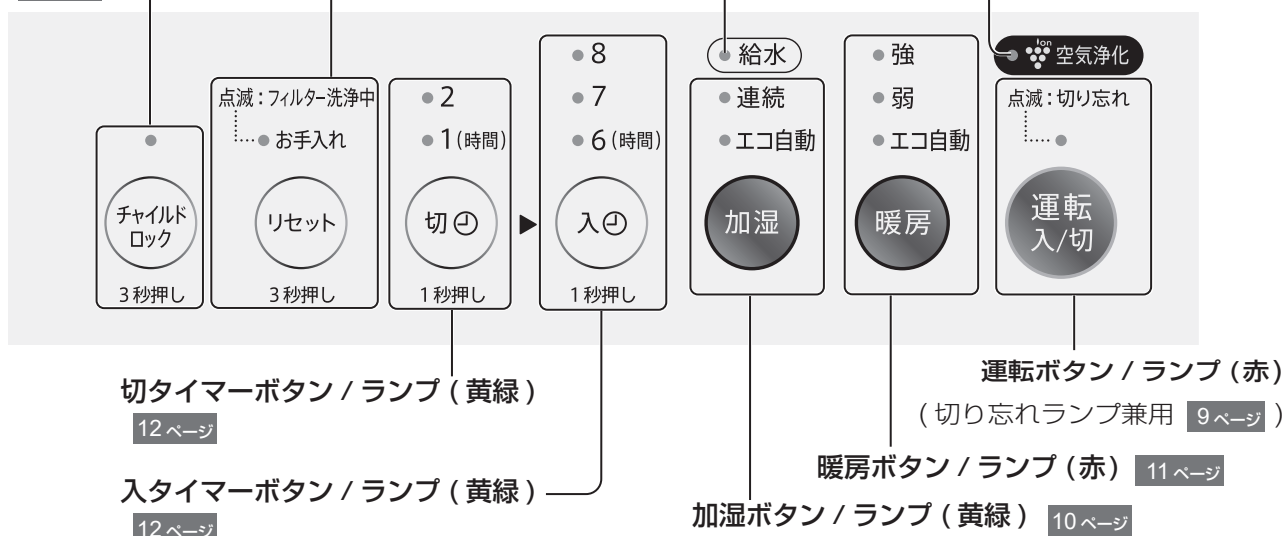 給水
連続
エコ自動
加湿
強
弱
エコ自動
暖房
ion
空気浄化
点滅：切り忘れ
運転
入/切
点滅：フィルター洗浄中
お手入れ
リセット
3秒押し
チャイルド
ロック
3秒押し
2
1(時間)
切
1秒押し
8
7
6(時間)
入
1秒押し
切タイマーボタン / ランプ ( 黄緑 )
12 ページ
入タイマーボタン / ランプ ( 黄緑 )
12 ページ
運転ボタン / ランプ (赤)
( 切り忘れランプ兼用 9 ページ )
暖房ボタン / ランプ (赤) 11 ページ
加湿ボタン / ランプ ( 黄緑 ) 10 ページ